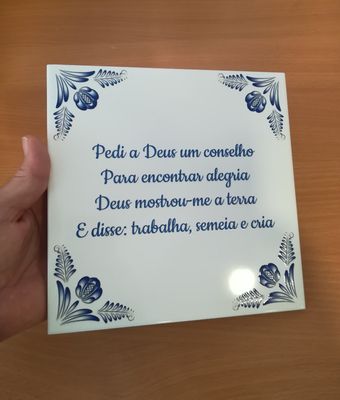 Pedi a Deus um conselho
Para encontrar alegria
Deus mostrou-me a terra
E disse: trabalha, semeia e cria